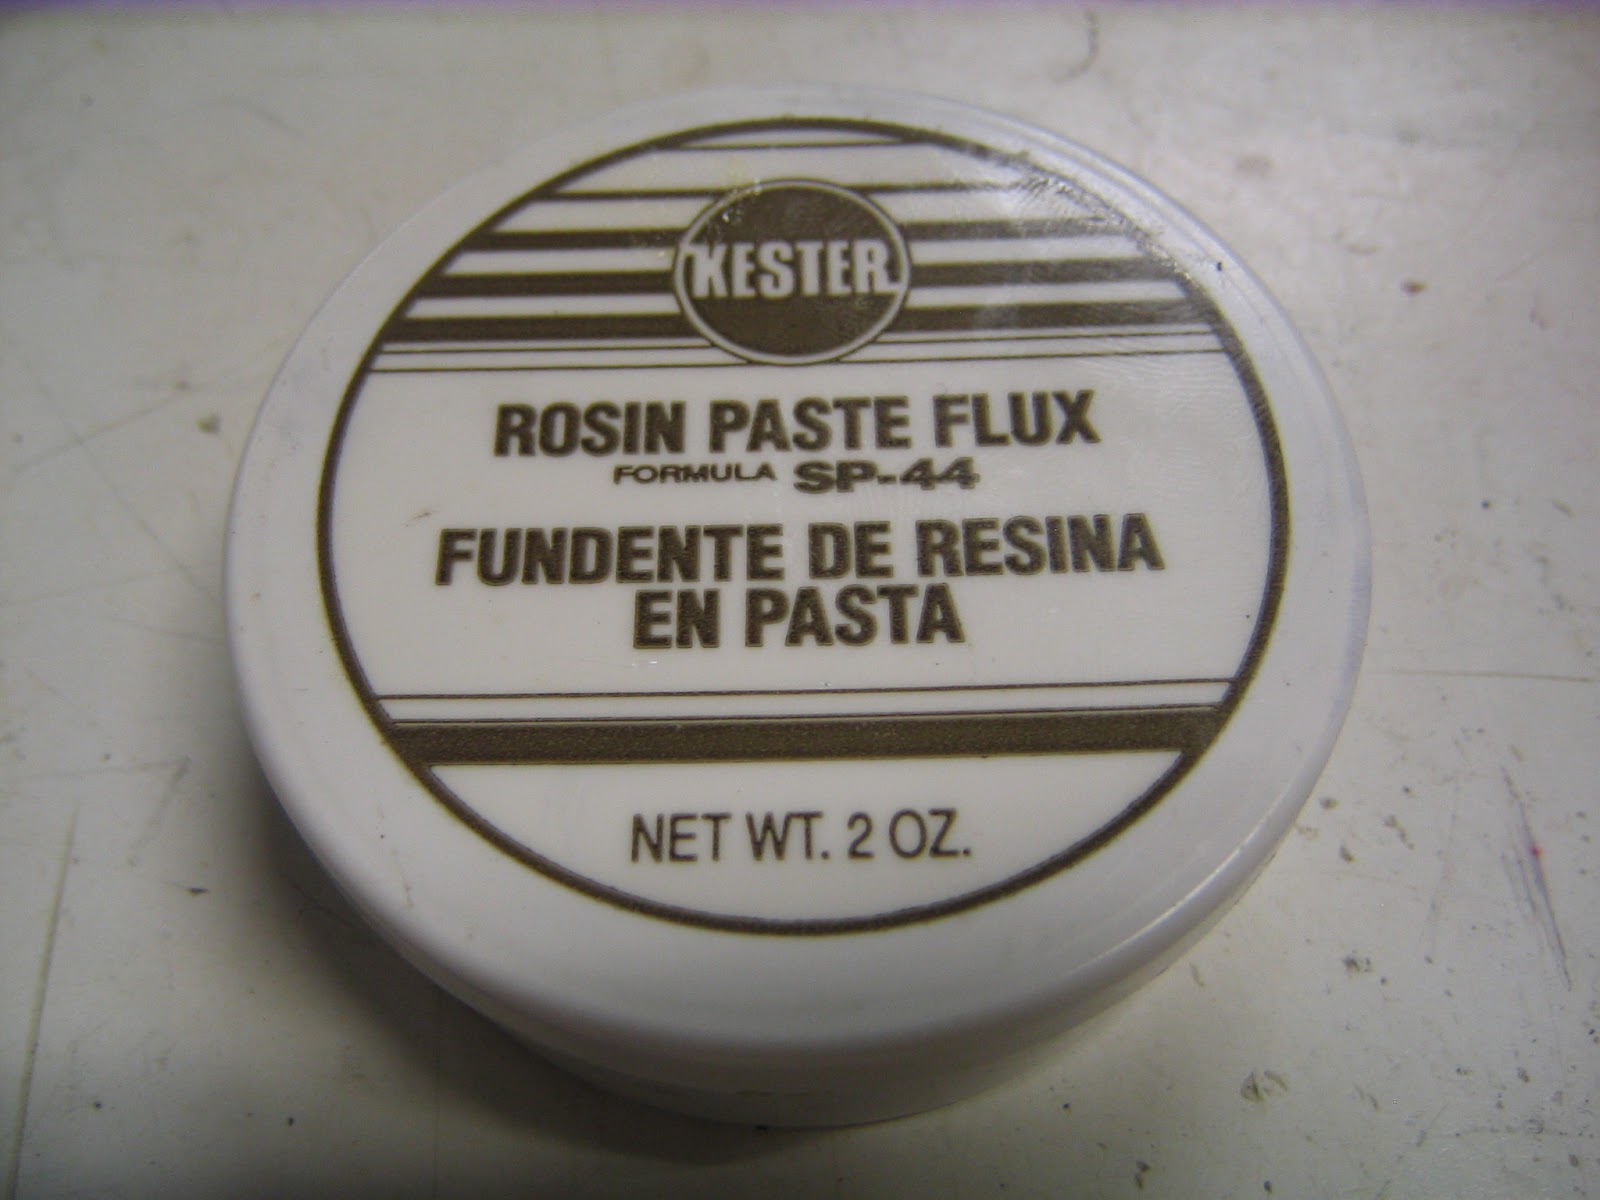 KESTER
ROSIN PASTE FLUX
FORMULA SP-44
FUNDENTE DE RESINA
EN PASTA
NET WT. 2 OZ.